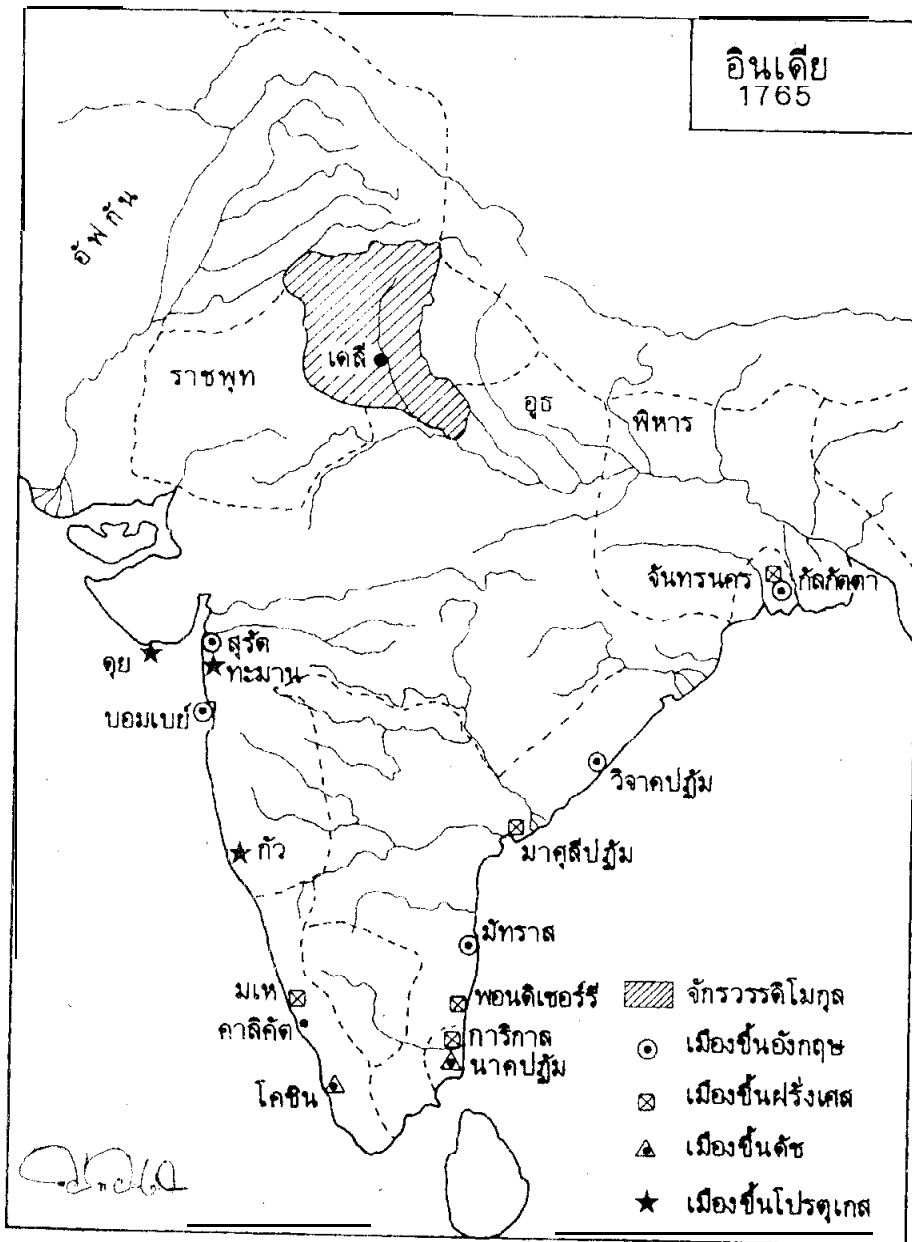 อินเดีย
1765
อัฟกัน
เดลี
ราชพุท
อูธ
พิหาร
จันทรนคร
กัลกัตตา
สุรัต
ดุย
ทะมาน
บอมเบย์
วิจาคปฏัม
มาศุลีปฏัม
กัว
มัทราส
มเห
พอนดิเชอร์รี
คาลิคัต
การิกาล
นาคปฏัม
โคชิน
จักรวรรดิโมกุล
เมืองขึ้นอังกฤษ
เมืองขึ้นฝรั่งเศส
เมืองขึ้นดัช
เมืองขึ้นโปรตุเกส